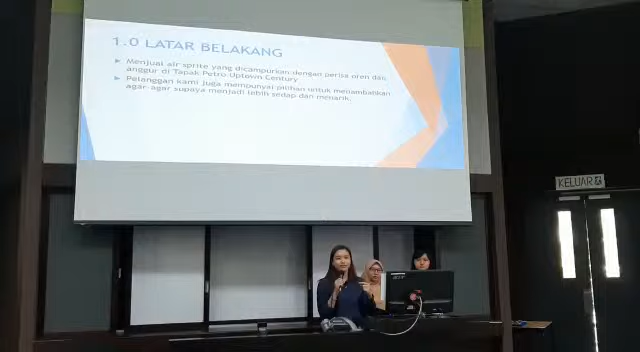 1.0 LATAR BELAKANG
Menjual air sprite yang dicampurkan dengan perisa oren dan
anggur di Tapak Petro Uptown Century
Pelanggan kami juga mempunyai pilihan untuk menambahkan
agar-agar supaya menjadi lebih sedap dan menarik.
KELUAR
acer